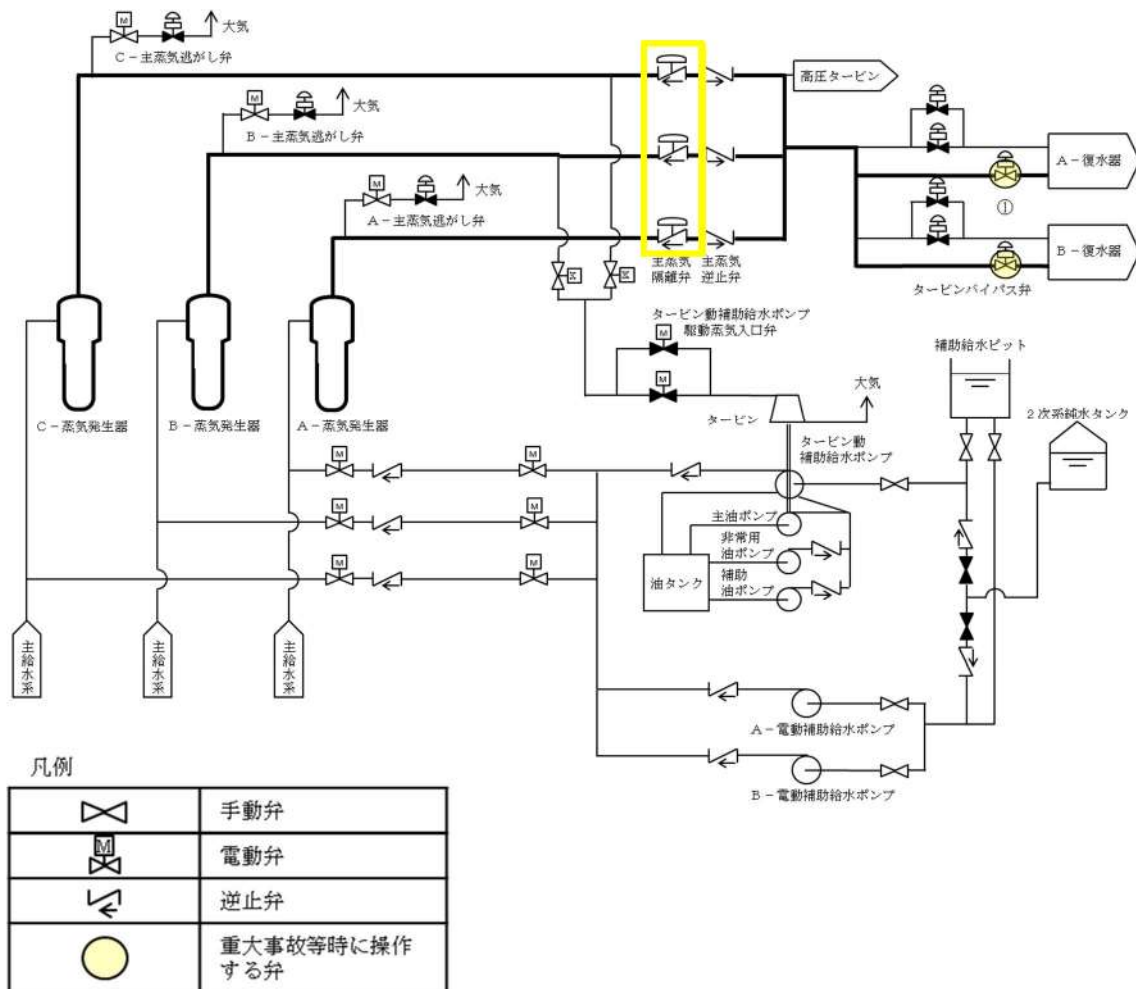 M
大気
C－主蒸気逃がし弁
M
大気
B－主蒸気逃がし弁
M
大気
A－主蒸気逃がし弁
高圧タービン
A－復水器
①
B－復水器
タービンバイパス弁
主蒸気
隔離弁
主蒸気
逆止弁
M
M
タービン動補助給水ポンプ
駆動蒸気入口弁
M
M
大気
タービン
補助給水ピット
2次系純水タンク
C－蒸気発生器
B－蒸気発生器
A－蒸気発生器
タービン動
補助給水ポンプ
M
M
M
M
M
M
主油ポンプ
非常用
油ポンプ
補助
油ポンプ
油タンク
主給水系
主給水系
主給水系
A－電動補助給水ポンプ
B－電動補助給水ポンプ
凡例
手動弁
M
電動弁
逆止弁
重大事故等時に操作
する弁